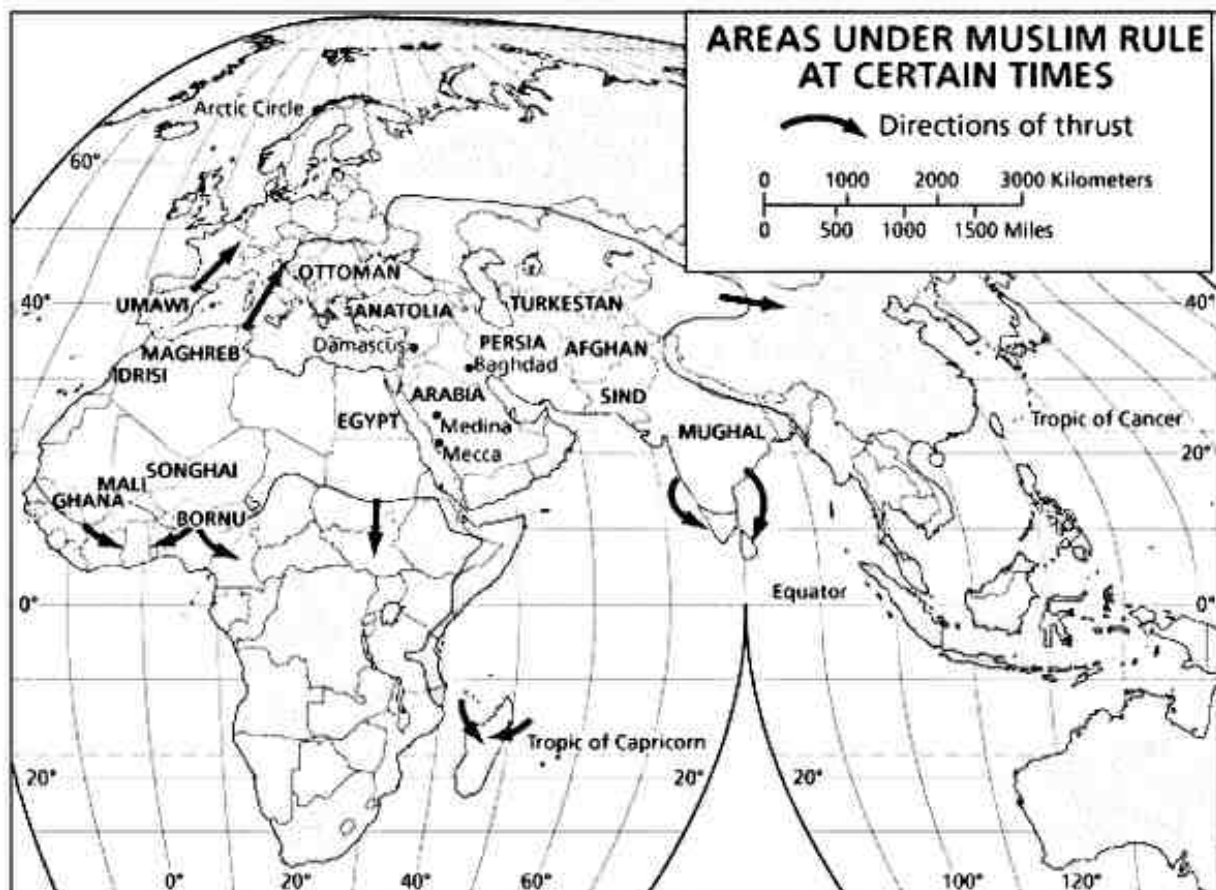 AREAS UNDER MUSLIM RULE
AT CERTAIN TIMES
Directions of thrust
0 1000 2000 3000 Kilometers
0 500 1000 1500 Miles
Arctic Circle
60°
OTTOMAN
UMAWI
40°
ANATOLIA
TURKESTAN
40°
MAGHREB
Damascus
PERSIA
AFGHAN
Baghdad
IDRISI
ARABIA
SIND
EGYPT
Medina
MUGHAL
Tropic of Cancer
Mecca
20°
SONGHAI
MALI
GHANA
BORNU
Equator
0°
0°
Tropic of Capricorn
20°
20°
20°
0°
20°
40°
60°
100°
120°